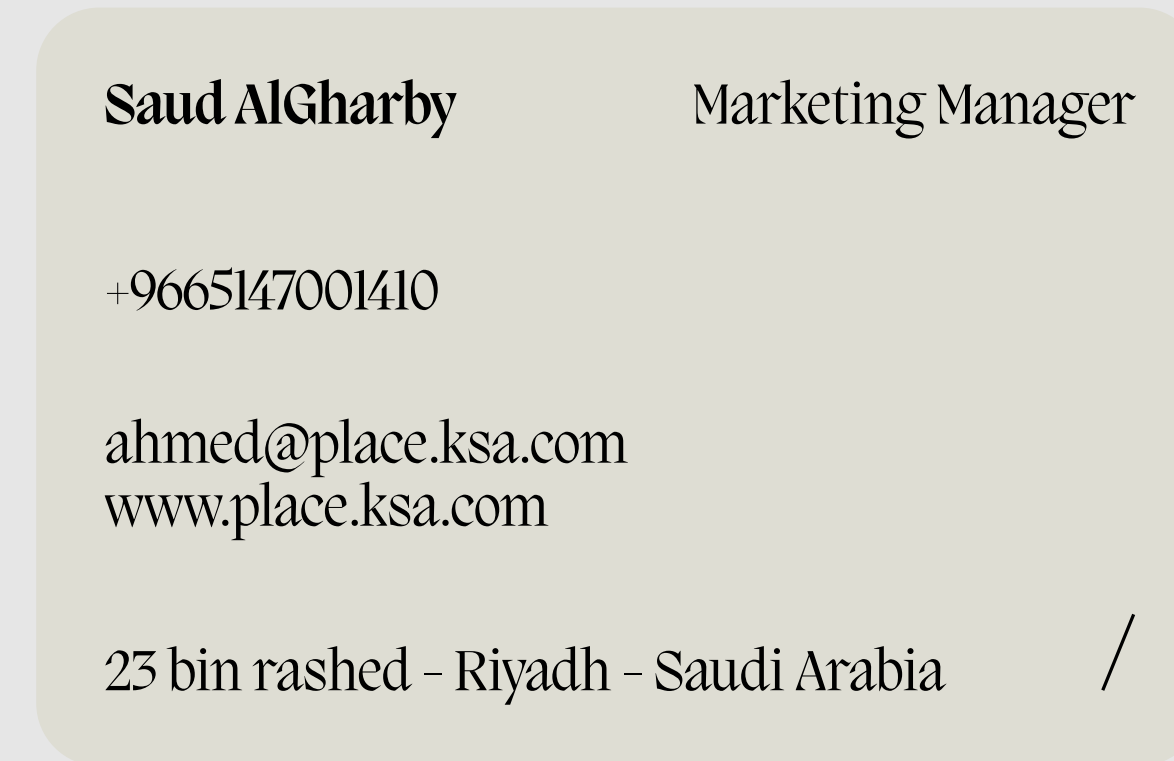 Saud AlGharby
Marketing Manager
+9665147001410
ahmed@place.ksa.com
www.place.ksa.com
23 bin rashed - Riyadh - Saudi Arabia
/